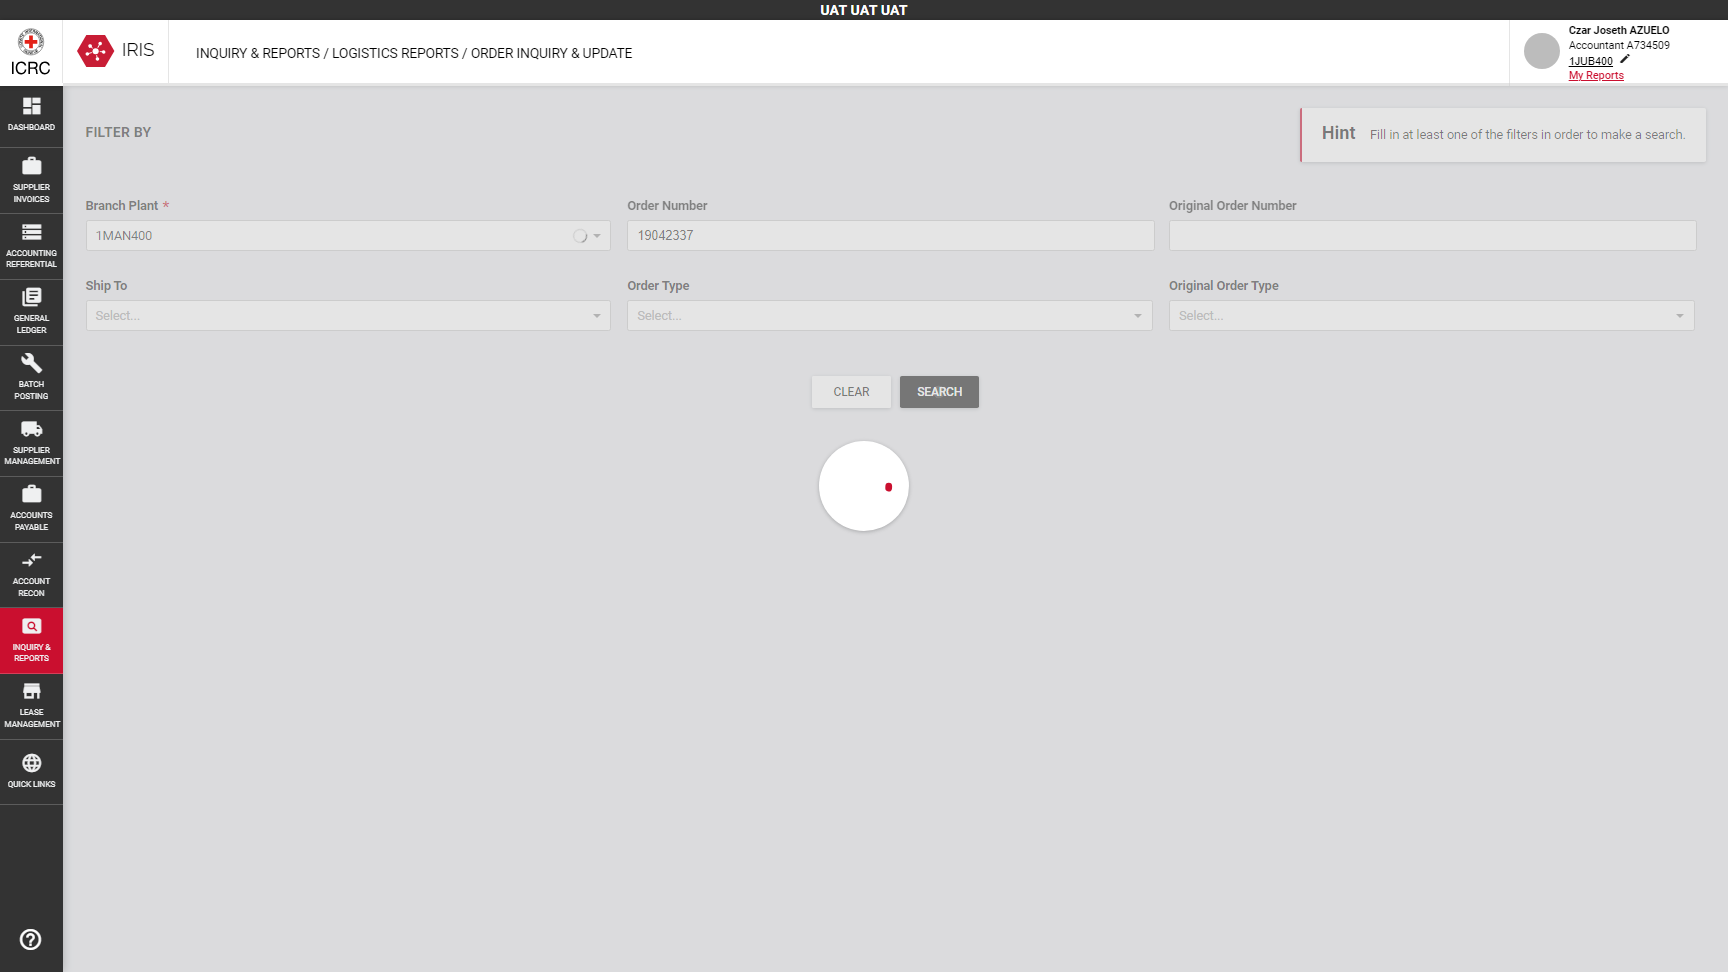 UAT UAT UAT
ICRC
IRIS
INQUIRY & REPORTS / LOGISTICS REPORTS / ORDER INQUIRY & UPDATE
Czar Joseth AZUELO
Accountant A734509
1JUB400
My Reports
DASHBOARD
SUPPLIER
INVOICES
ACCOUNTING
REFERENTIAL
GENERAL
LEDGER
BATCH
POSTING
SUPPLIER
MANAGEMENT
ACCOUNTS
PAYABLE
ACCOUNT
RECON
INQUIRY &
REPORTS
LEASE
MANAGEMENT
QUICK LINKS
FILTER BY
Hint Fill in at least one of the filters in order to make a search.
Branch Plant *
1MAN400
Order Number
19042337
Original Order Number
Ship To
Select...
Order Type
Select...
Original Order Type
Select...
CLEAR
SEARCH